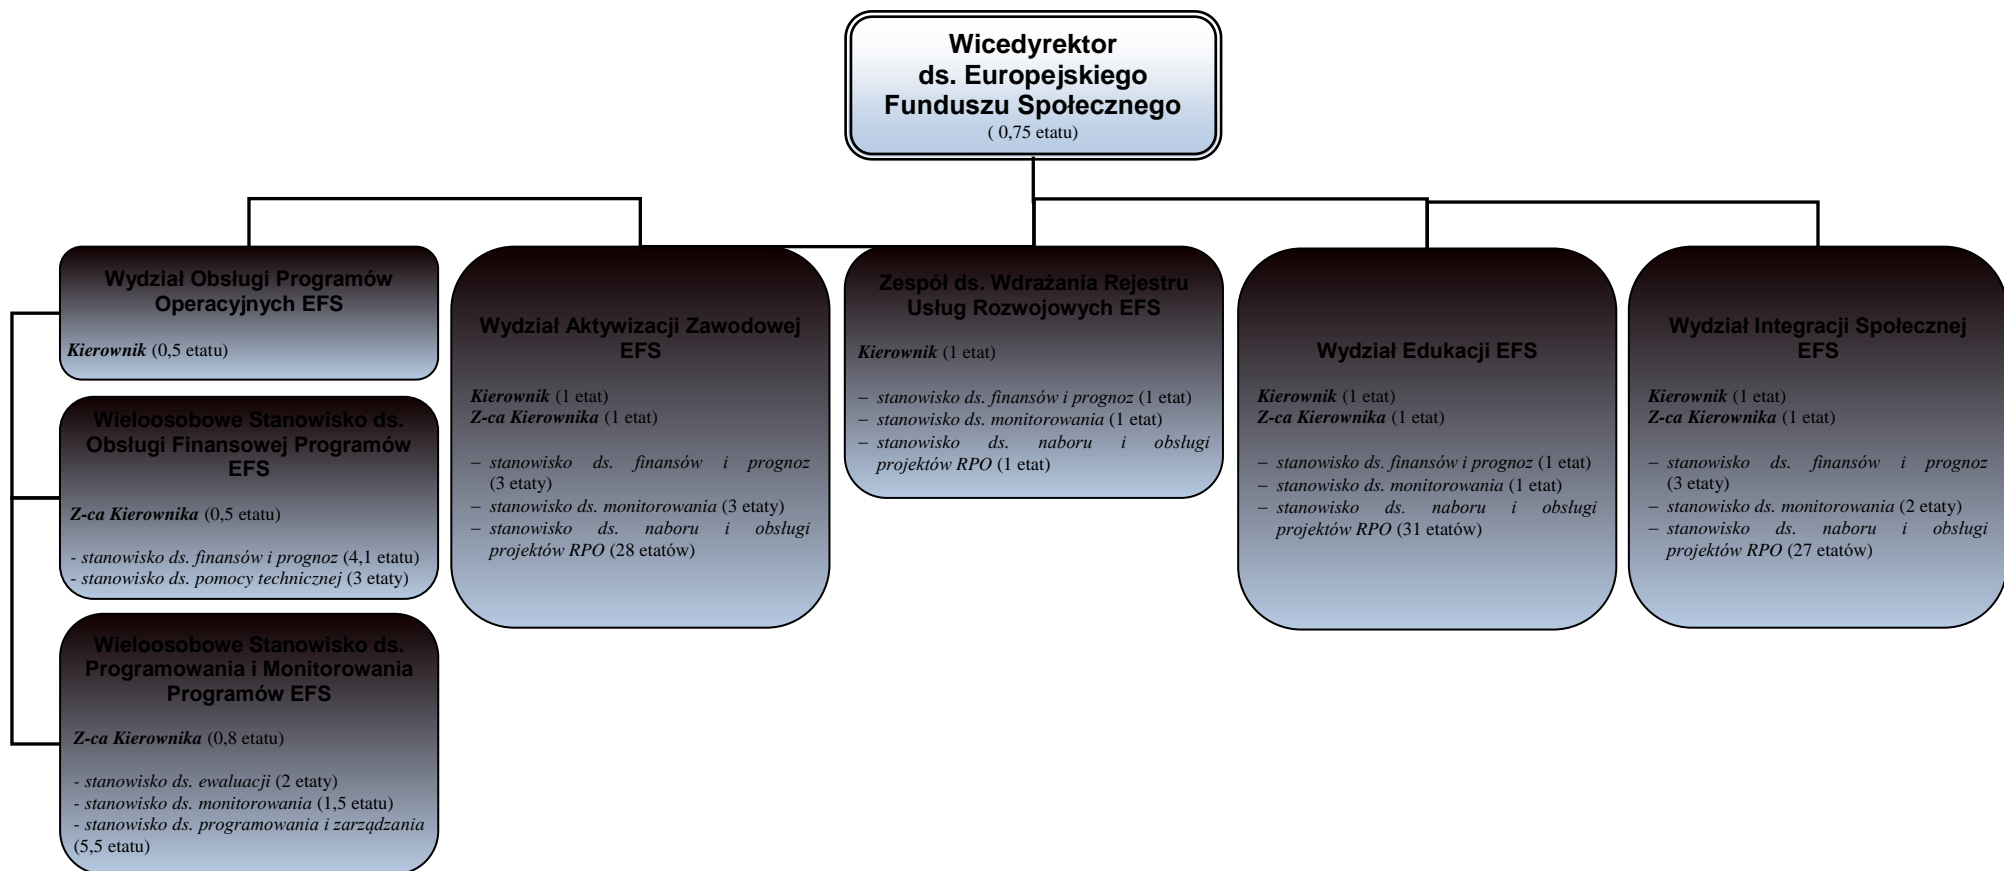 Wicedyrektor
ds. Europejskiego
Funduszu Społecznego
( 0,75 etatu)
Wydział Obsługi Programów
Operacyjnych EFS
Kierownik (0,5 etatu)
Wieloosobowe Stanowisko ds.
Obsługi Finansowej Programów
EFS
Z-ca Kierownika (0,5 etatu)
- stanowisko ds. finansów i prognoz (4,1 etatu)
- stanowisko ds. pomocy technicznej (3 etaty)
Wieloosobowe Stanowisko ds.
Programowania i Monitorowania
Programów EFS
Z-ca Kierownika (0,8 etatu)
- stanowisko ds. ewaluacji (2 etaty)
- stanowisko ds. monitorowania (1,5 etatu)
- stanowisko ds. programowania i zarządzania
(5,5 etatu)
Wydział Aktywizacji Zawodowej
EFS
Kierownik (1 etat)
Z-ca Kierownika (1 etat)
– stanowisko ds. finansów i prognoz
(3 etaty)
– stanowisko ds. monitorowania (3 etaty)
– stanowisko ds. naboru i obsługi
projektów RPO (28 etatów)
Zespół ds. Wdrażania Rejestru
Usług Rozwojowych EFS
Kierownik (1 etat)
– stanowisko ds. finansów i prognoz (1 etat)
– stanowisko ds. monitorowania (1 etat)
– stanowisko ds. naboru i obsługi
projektów RPO (1 etat)
Wydział Edukacji EFS
Kierownik (1 etat)
Z-ca Kierownika (1 etat)
– stanowisko ds. finansów i prognoz (1 etat)
– stanowisko ds. monitorowania (1 etat)
– stanowisko ds. naboru i obsługi
projektów RPO (31 etatów)
Wydział Integracji Społecznej
EFS
Kierownik (1 etat)
Z-ca Kierownika (1 etat)
– stanowisko ds. finansów i prognoz
(3 etaty)
– stanowisko ds. monitorowania (2 etaty)
– stanowisko ds. naboru i obsługi
projektów RPO (27 etatów)